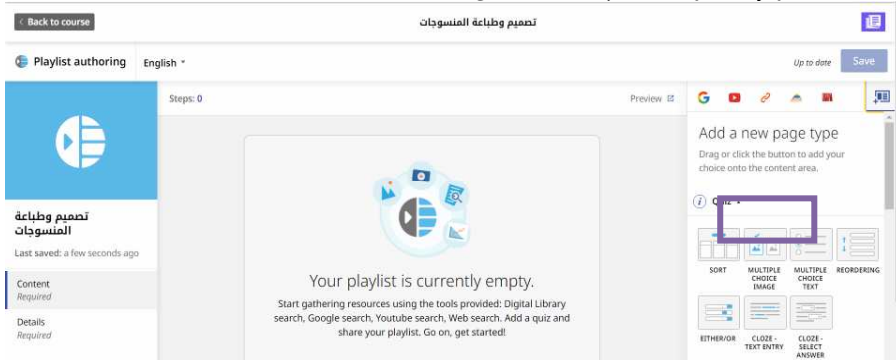 Back to course
تصميم وطباعة المنسوجات
Playlist authoring
English
Up to date
Save
تصميم وطباعة
المنسوجات
Last saved: a few seconds ago
Content
Required
Details
Required
Steps: 0
Preview
Your playlist is currently empty.
Start gathering resources using the tools provided: Digital Library
search, Google search, Youtube search, Web search. Add a quiz and
share your playlist. Go on, get started!
Add a new page type
Drag or click the button to add your
choice onto the content area.
SORT
MULTIPLE
CHOICE
IMAGE
MULTIPLE
CHOICE
TEXT
REORDERING
EITHER/OR
CLOZE -
TEXT ENTRY
CLOZE -
SELECT
ANSWER